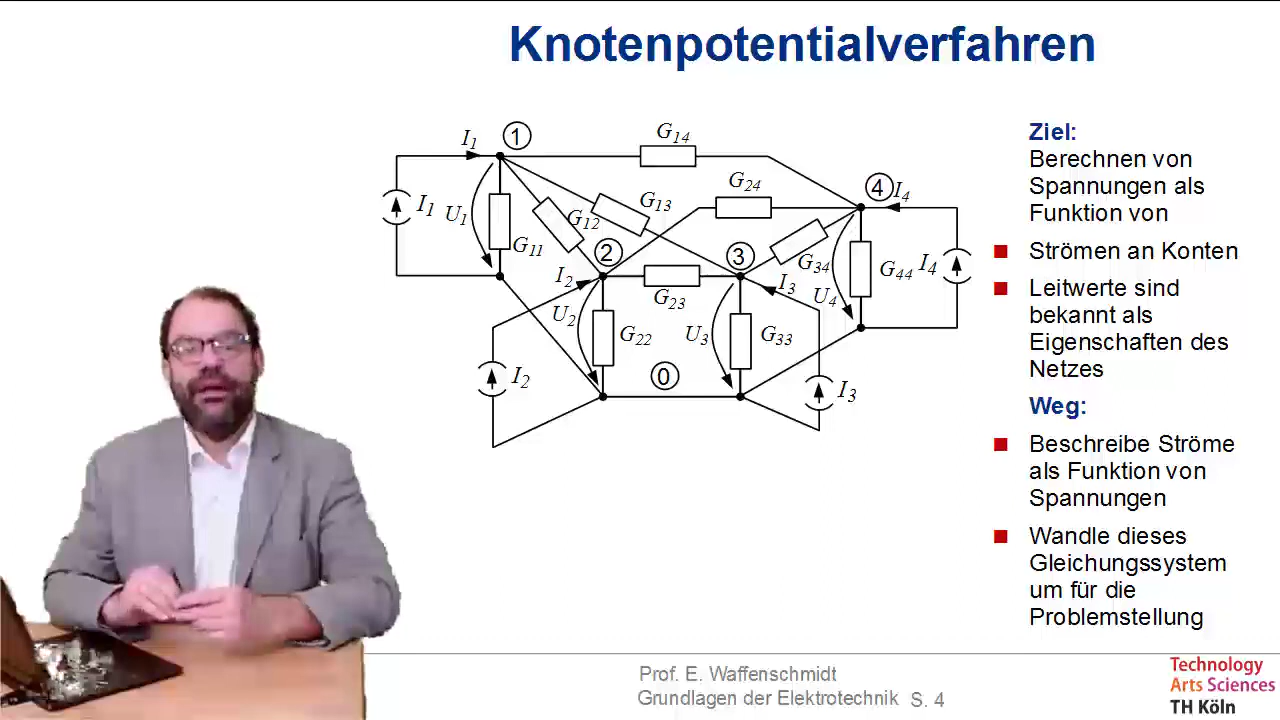 Knotenpotentialverfahren
I1
1
G14
I1
U1
G11
G12
G13
G24
4
I4
2
3
I2
G23
I3
G34
U4
G44
I4
U2
G22
U3
G33
I2
0
I3
Ziel:
Berechnen von
Spannungen als
Funktion von
Strömen an Konten
Leitwerte sind
bekannt als
Eigenschaften des
Netzes
Weg:
Beschreibe Ströme
als Funktion von
Spannungen
Wandle dieses
Gleichungssystem
um für die
Problemstellung
Prof. E. Waffenschmidt
Grundlagen der Elektrotechnik S. 4
Technology
Arts Sciences
TH Köln